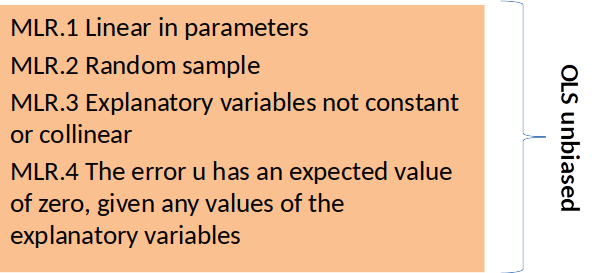 MLR.1 Linear in parameters
MLR.2 Random sample
MLR.3 Explanatory variables not constant
or collinear
MLR.4 The error u has an expected value
of zero, given any values of the
explanatory variables
OLS unbiased